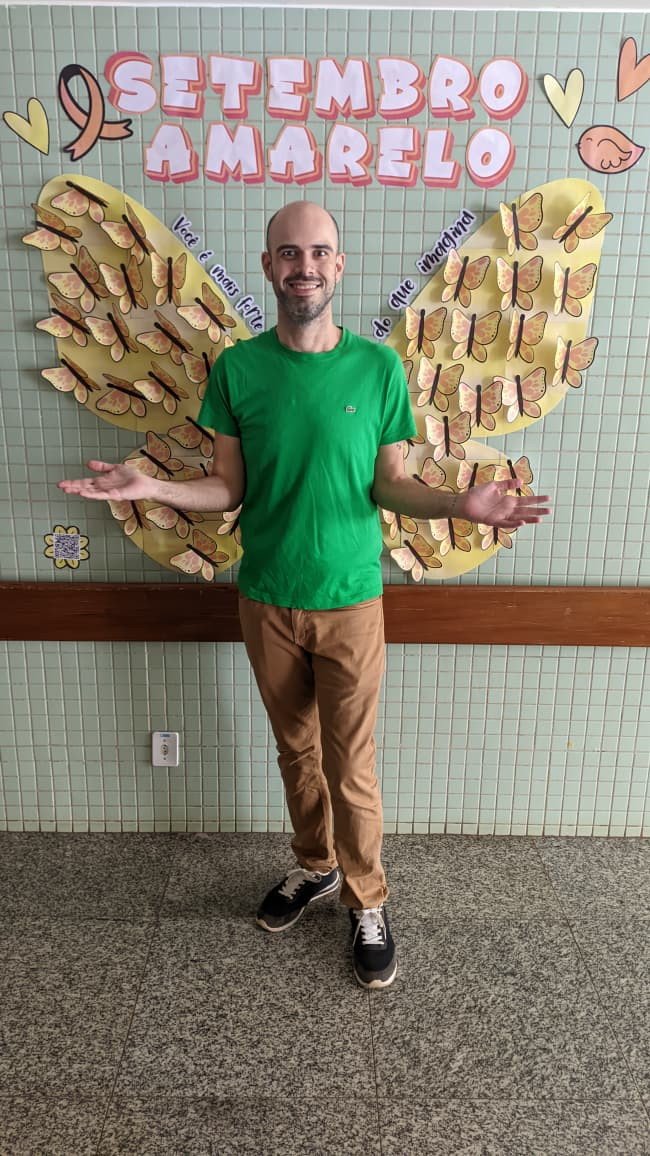 SETEMBRO
AMARELO
Você é mais forte
do que imagina